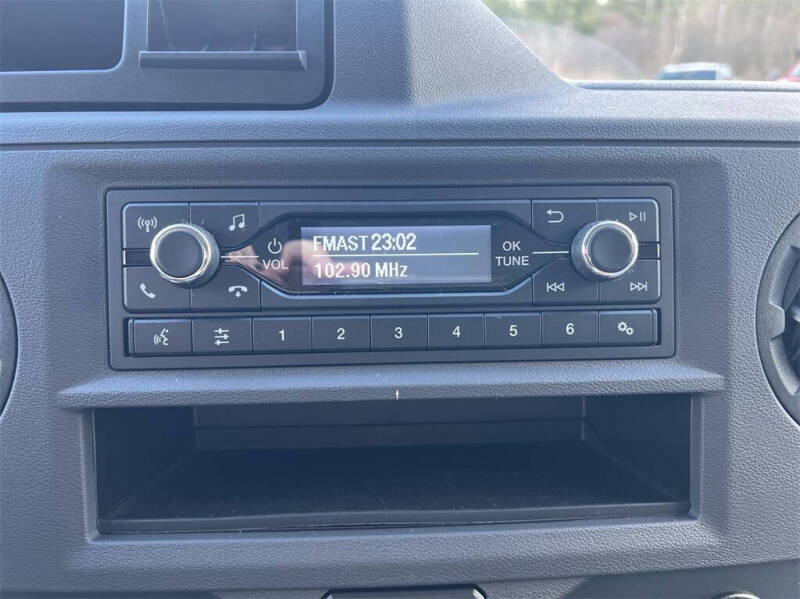 FMAST 23:02
102.90 MHz
VOL
OK
TUNE
1 2 3 4 5 6